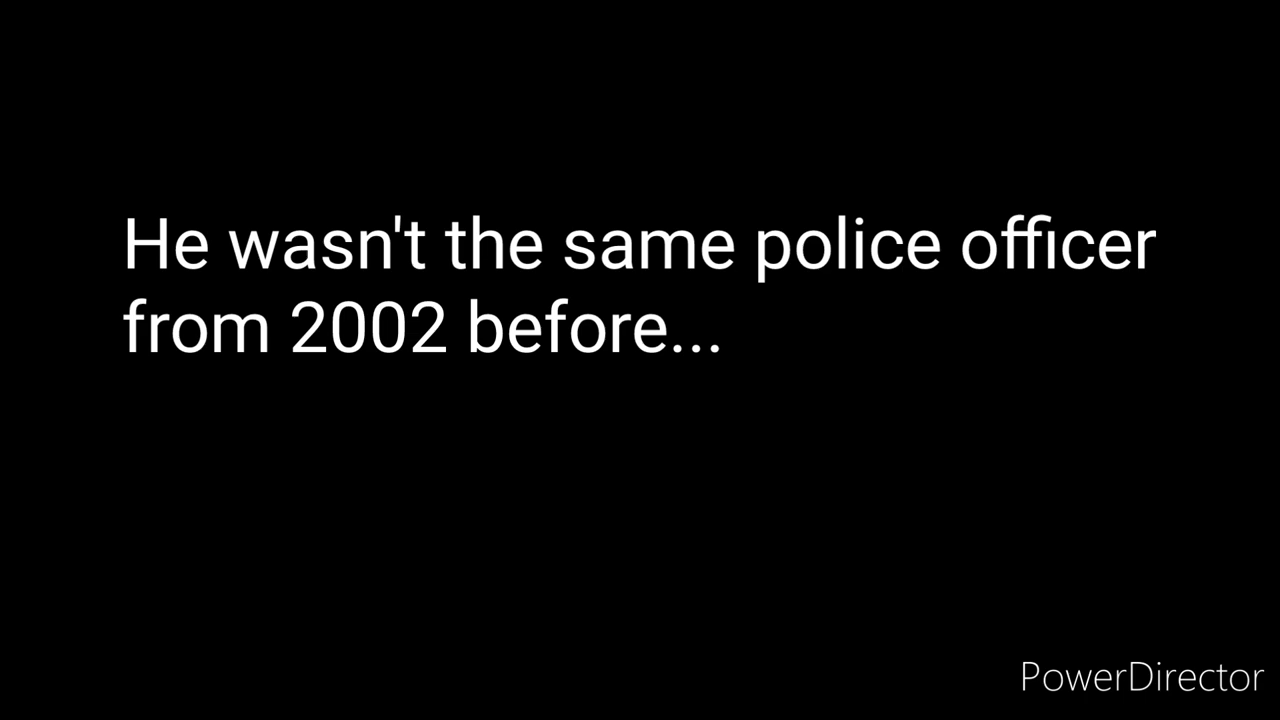 He wasn't the same police officer
from 2002 before...
PowerDirector